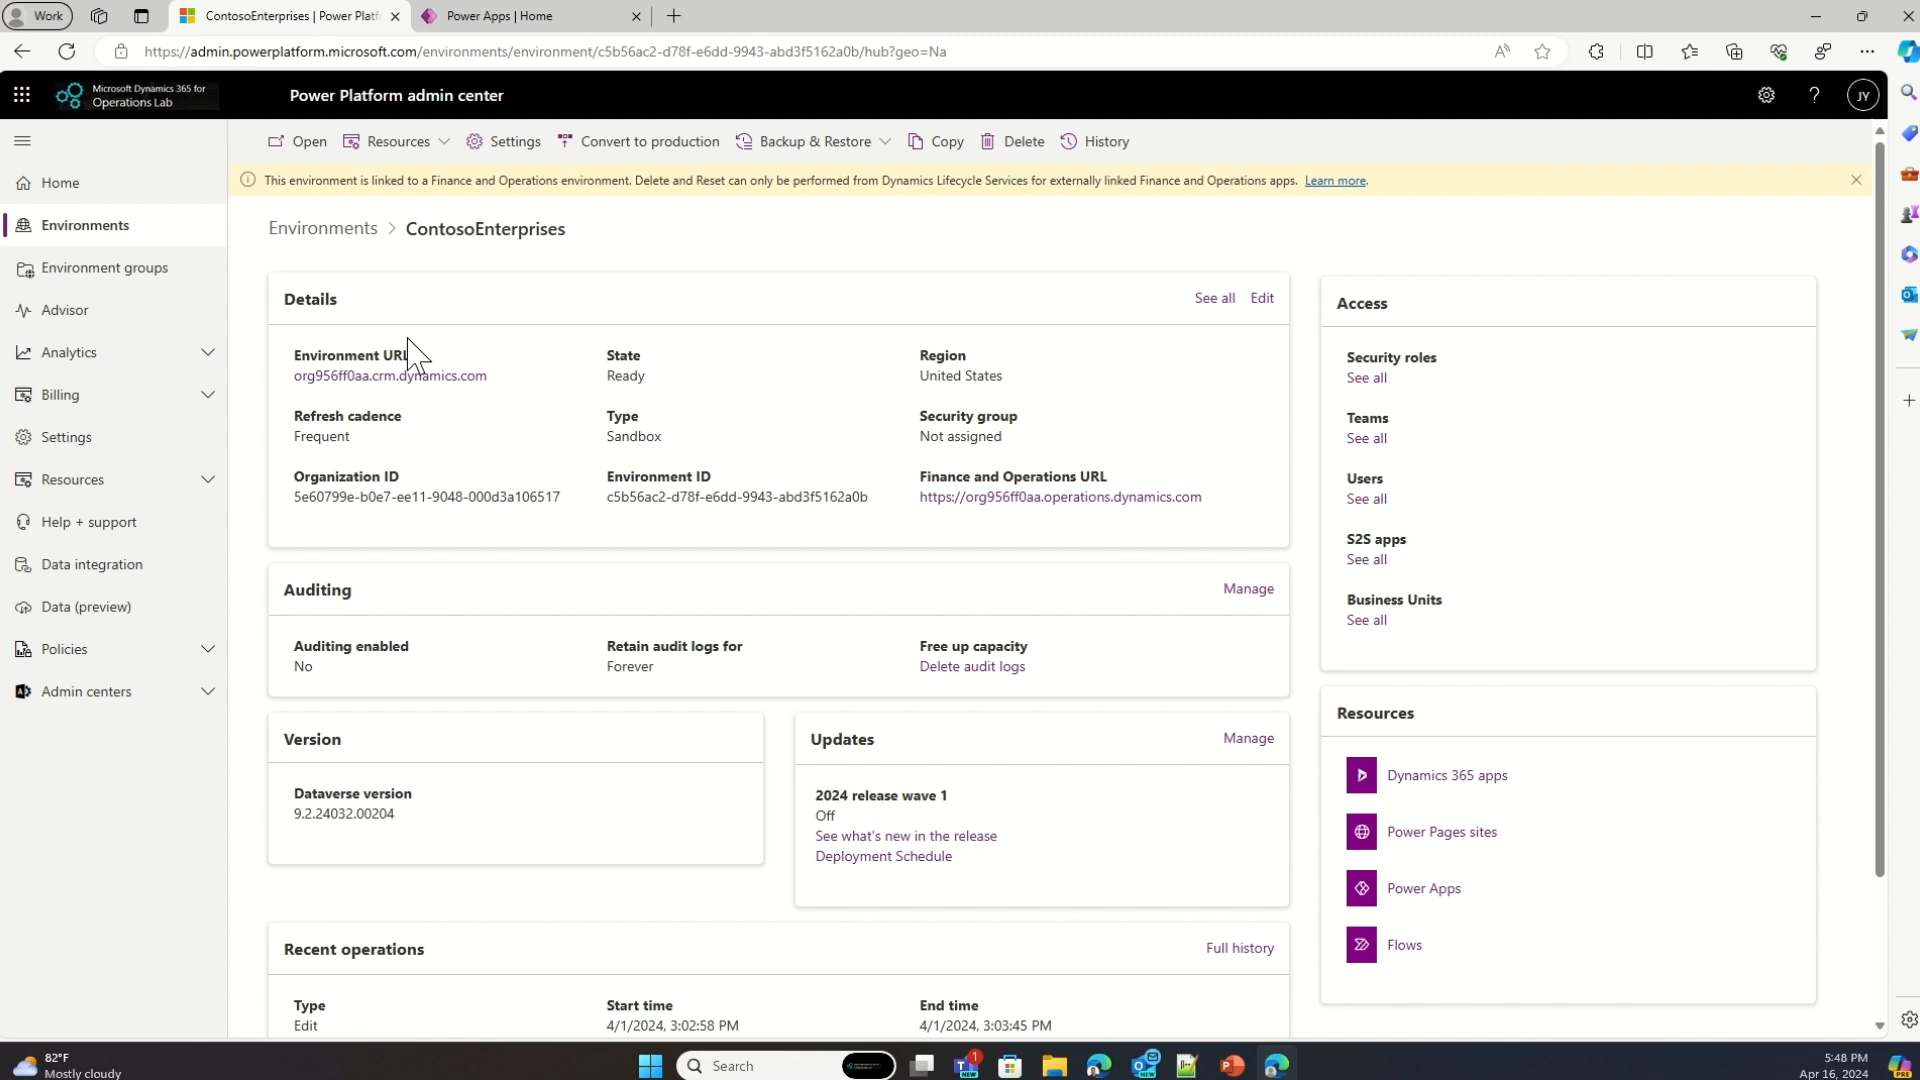 Work
ContosoEnterprises | Power Platf
Power Apps | Home
https://admin.powerplatform.microsoft.com/environments/environment/c5b56ac2-d78f-e6dd-9943-abd3f5162a0b/hub?geo=Na
Microsoft Dynamics 365 for
Operations Lab
Power Platform admin center
JY
Open
Resources
Settings
Convert to production
Backup & Restore
Copy
Delete
History
This environment is linked to a Finance and Operations environment. Delete and Reset can only be performed from Dynamics Lifecycle Services for externally linked Finance and Operations apps. Learn more.
Home
Environments
Environment groups
Advisor
Analytics
Billing
Settings
Resources
Help + support
Data integration
Data (preview)
Policies
Admin centers
Environments > ContosoEnterprises
Details
See all
Edit
Environment URL
org956ff0aa.crm.dynamics.com
State
Ready
Region
United States
Refresh cadence
Frequent
Type
Sandbox
Security group
Not assigned
Organization ID
5e60799e-b0e7-ee11-9048-000d3a106517
Environment ID
c5b56ac2-d78f-e6dd-9943-abd3f5162a0b
Finance and Operations URL
https://org956ff0aa.operations.dynamics.com
Auditing
Manage
Auditing enabled
No
Retain audit logs for
Forever
Free up capacity
Delete audit logs
Version
Dataverse version
9.2.24032.00204
Updates
Manage
2024 release wave 1
Off
See what's new in the release
Deployment Schedule
Recent operations
Full history
Type
Edit
Start time
4/1/2024, 3:02:58 PM
End time
4/1/2024, 3:03:45 PM
Access
Security roles
See all
Teams
See all
Users
See all
S2S apps
See all
Business Units
See all
Resources
Dynamics 365 apps
Power Pages sites
Power Apps
Flows
82°F
Mostly cloudy
Search
1
NEW
NEW
5:48 PM
Apr 16, 2024
PRE